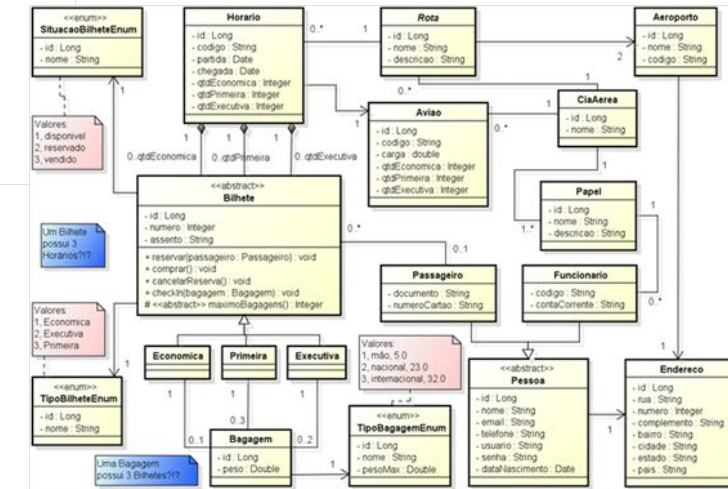 <<enum>>
SituacaoBilheteEnum
- id : Long
- nome : String
1
Valores:
1, disponivel
2, reservado
3, vendido
Horario
- id : Long
- codigo : String
- partida : Date
- chegada : Date
- qtdEconomica : Integer
- qtdPrimeira : Integer
- qtdExecutiva : Integer
0..*
1
Rota
- id : Long
- nome : String
- descricao : String
2
Aeroporto
- id : Long
- nome : String
- codigo : String
0..*
1
1
Aviao
- id : Long
- codigo : String
- carga : double
- qtdEconomica : Integer
- qtdPrimeira : Integer
- qtdExecutiva : Integer
1
0..*
CiaAerea
- id : Long
- nome : String
1
1..*
Papel
- id : Long
- nome : String
- descricao : String
1
0..*
1
1
1
0..qtdEconomica
0..qtdPrimeira
0..qtdExecutiva
<<abstract>>
Bilhete
- id : Long
- numero : Integer
- assento : String
+ reservar(passageiro : Passageiro) : void
+ comprar() : void
+ cancelarReserva() : void
+ checkIn(bagagem : Bagagem) : void
# <<abstract>> maximoBagagens() : Integer
0..*
0..1
Um Bilhete
possui 3
Horários?!?
Passageiro
- documento : String
- numeroCartao : String
Funcionario
- codigo : String
- contaCorrente : String
Valores:
1, Economica
2, Executiva
3, Primeira
1
<<enum>>
TipoBilheteEnum
- id : Long
- nome : String
Economica
Primeira
Executiva
1
1
1
0..1
0..3
0..2
Bagagem
- id : Long
- peso : Double
1
Uma Bagagem
possui 3 Bilhetes?!?
Valores:
1, mão, 5.0
2, nacional, 23.0
3, internacional, 32.0
<<enum>>
TipoBagagemEnum
- id : Long
- nome : String
- pesoMax : Double
<<abstract>>
Pessoa
- id : Long
- nome : String
- email : String
- telefone : String
- usuario : String
- senha : String
- dataNascimento : Date
1
1
Endereco
- id : Long
- rua : String
- numero : Integer
- complemento : String
- bairro : String
- cidade : String
- estado : String
- pais : String